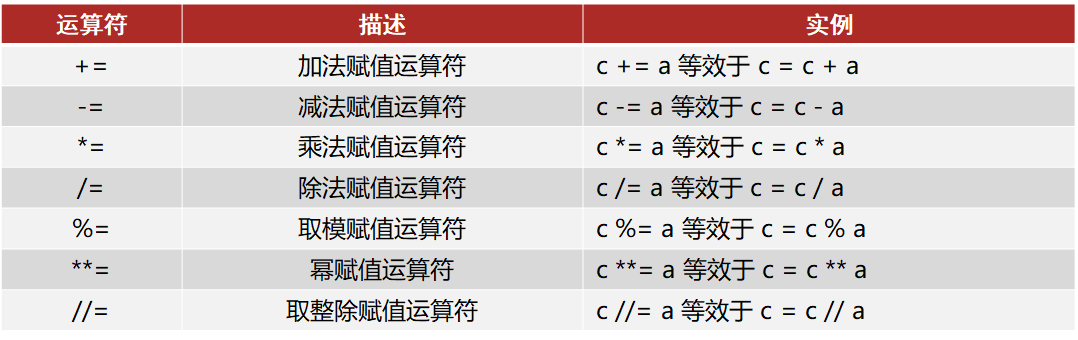 运算符 描述 实例
+= 加法赋值运算符 c += a 等效于 c = c + a
-= 减法赋值运算符 c -= a 等效于 c = c - a
*= 乘法赋值运算符 c *= a 等效于 c = c * a
/= 除法赋值运算符 c /= a 等效于 c = c / a
%= 取模赋值运算符 c %= a 等效于 c = c % a
**= 幂赋值运算符 c **= a 等效于 c = c ** a
//= 取整除赋值运算符 c //= a 等效于 c = c // a